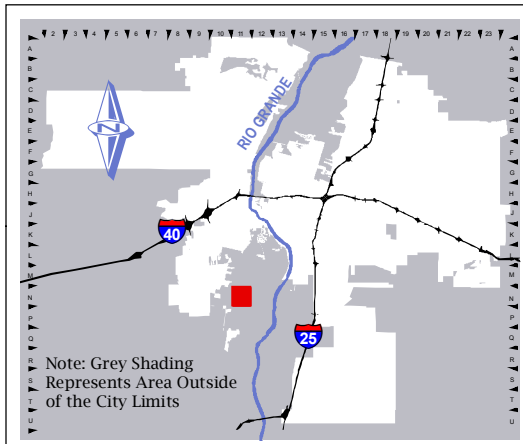 2 3 4 5 6 7 8 9 10 11 12 13 14 15 16 17 18 19 20 21 22 23
A A
B B
C C
D D
E E
F F
G G
H H
J J
K K
L L
M M
N N
P P
Q Q
R R
S S
T T
U U
N
RIO GRANDE
40
25
Note: Grey Shading
Represents Area Outside
of the City Limits